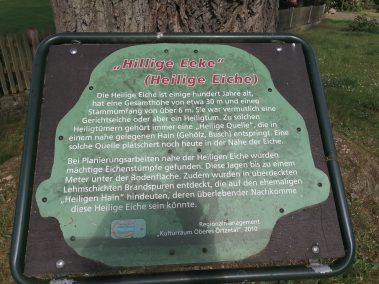 „Hillige Eeke“
(Heilige Eiche)
Die Heilige Eiche ist einige hundert Jahre alt,
hat eine Gesamthöhe von etwa 30 m und einen
Stammumfang von über 6 m. Sie war vermutlich eine
Gerichtseiche oder aber ein Heiligtum. Zu solchen
Heiligtümern gehört immer eine „Heilige Quelle“, die in
einem nahe gelegenen Hain (Gehölz, Busch) entspringt. Eine
solche Quelle plätschert noch heute in der Nähe der Eiche.
Bei Planierungsarbeiten nahe der Heiligen Eiche wurden
mächtige Eichenstümpfe gefunden. Diese lagen bis zu einem
Meter unter der Bodenfläche. Zudem wurden in überdeckten
Lehmschichten Brandspuren entdeckt, die auf den ehemaligen
„Heiligen Hain“ hindeuten, deren überlebender Nachkomme
diese Heilige Eiche sein könnte.
Regionalmanagement
„Kulturraum Oberes Örtzetal“, 2010